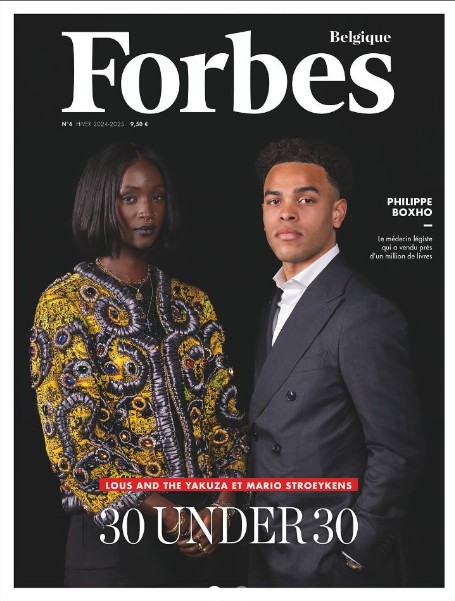 Belgique
Forbes
N°4 HIVER 2024-2025 9,50 €
PHILIPPE
BOXHO
Le médecin légiste
qui a vendu près
d'un million de livres
LOUS AND THE YAKUZA ET MARIO STROEYKENS
30 UNDER 30